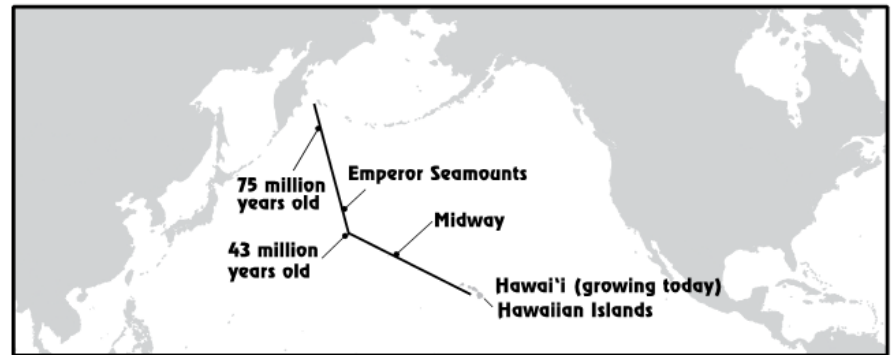 Emperor Seamounts
75 million
years old
Midway
43 million
years old
Hawai‘i (growing today)
Hawaiian Islands